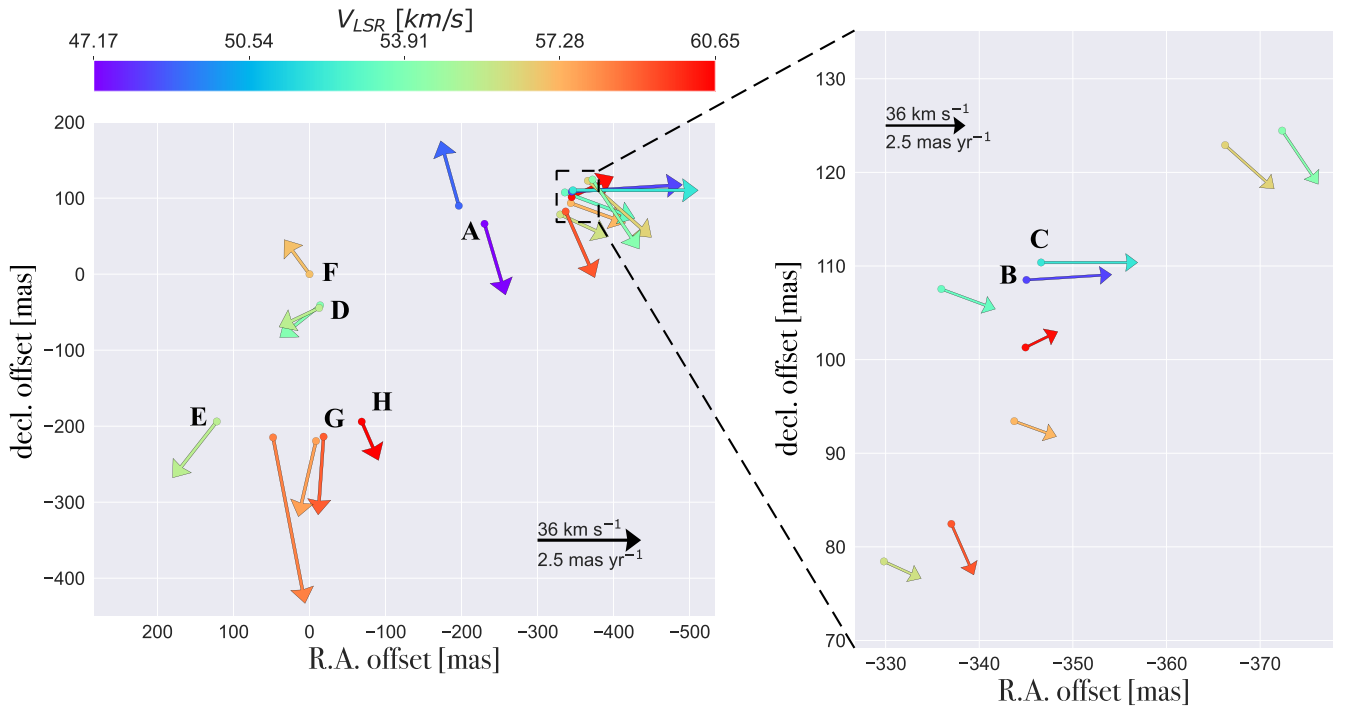 V_LSR [km/s]
47.17 50.54 53.91 57.28 60.65
200
100
0
−100
−200
−300
−400
decl. offset [mas]
A
F
D
E
G
H
36 km s⁻¹
2.5 mas yr⁻¹
200 100 0 −100 −200 −300 −400 −500
R.A. offset [mas]
130
120
110
100
90
80
70
decl. offset [mas]
36 km s⁻¹
2.5 mas yr⁻¹
C
B
−330 −340 −350 −360 −370
R.A. offset [mas]